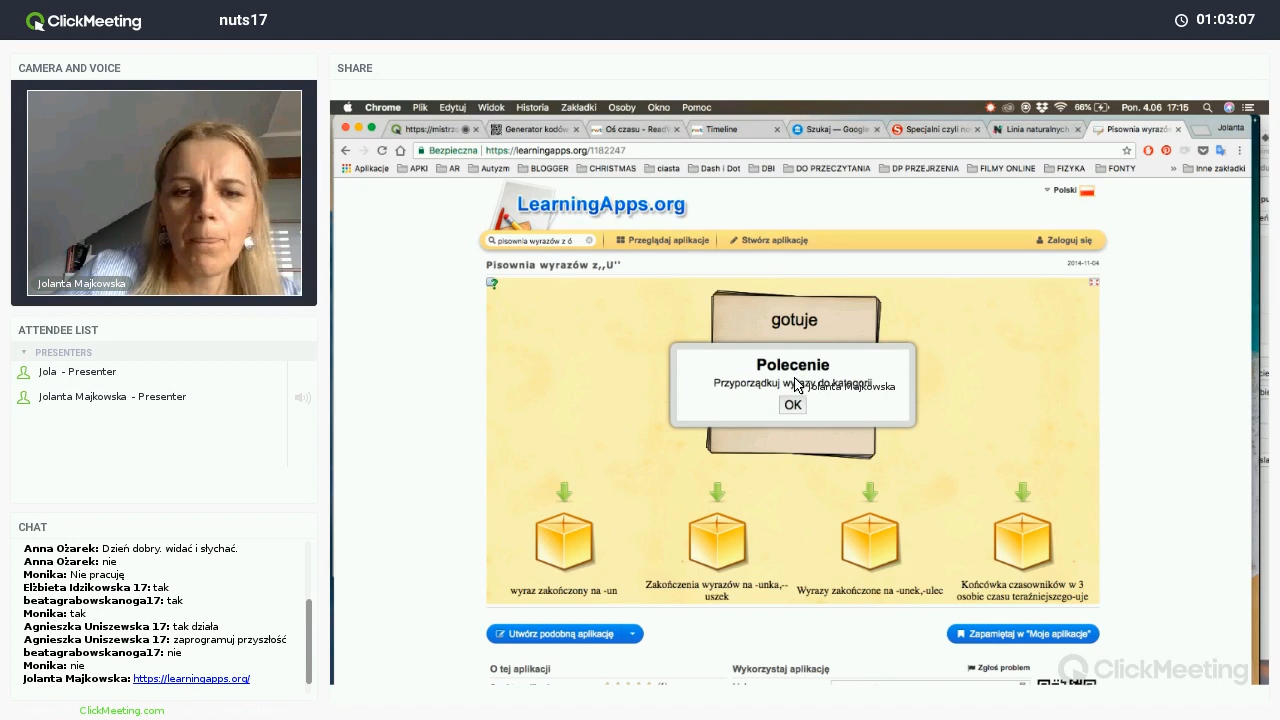 ClickMeeting
nuts17
01:03:07
CAMERA AND VOICE
Jolanta Majkowska
ATTENDEE LIST
PRESENTERS
Jola - Presenter
Jolanta Majkowska - Presenter
CHAT
Anna Ożarek: Dzień dobry. widać i słychać.
Anna Ożarek: nie
Monika: Nie pracuję
Elżbieta Idzikowska 17: tak
beatagrabowskanoga17: tak
Monika: tak
Agnieszka Uniszewska 17: tak działa
Agnieszka Uniszewska 17: zaprogramuj przyszłość
beatagrabowskanoga17: nie
Monika: nie
Jolanta Majkowska: https://learningapps.org/
ClickMeeting.com
SHARE
Chrome Plik Edytuj Widok Historia Zakładki Osoby Okno Pomoc 66% Pon. 4.06 17:15
https://mistrz Generator kodów Oś czasu - Read Timeline Szukaj — Google Specjalni czyli no Linia naturalnych Pisownia wyrazó Jolanta
Bezpieczna https://learningapps.org/1182247
Aplikacje APKI AR Autyzm BLOGGER CHRISTMAS ciasta Dash i Dot DBI DO PRZECZYTANIA DP PRZEJRZENIA FILMY ONLINE FIZYKA FONTY » Inne zakładki
LearningApps.org
Polski
pisownia wyrazów z ó Przeglądaj aplikacje Stwórz aplikację Zaloguj się
Pisownia wyrazów z,,U'' 2014-11-04
gotuje
Polecenie
Przyporządkuj wyrazy do kategorii
Jolanta Majkowska
OK
wyraz zakończony na -un
Zakończenia wyrazów na -unka,--
uszek
Wyrazy zakończone na -unek,-ulec
Końcówka czasowników w 3
osobie czasu teraźniejszego-uje
Utwórz podobną aplikację Zapamiętaj w "Moje aplikacje"
O tej aplikacji Wykorzystaj aplikację Zgłoś problem
ClickMeeting